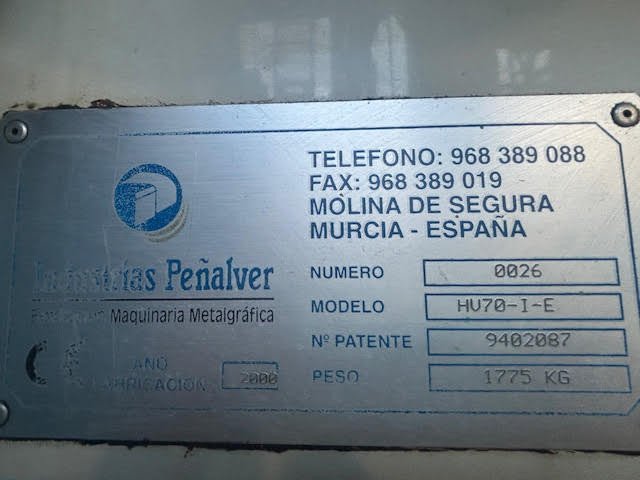 TELEFONO: 968 389 088
FAX: 968 389 019
MOLINA DE SEGURA
MURCIA - ESPAÑA
Industrias Peñalver
Maquinaria Metalgráfica
NUMERO 0026
MODELO HV70-I-E
Nº PATENTE 9402087
PESO 1775 KG
AÑO
FABRICACION 2000